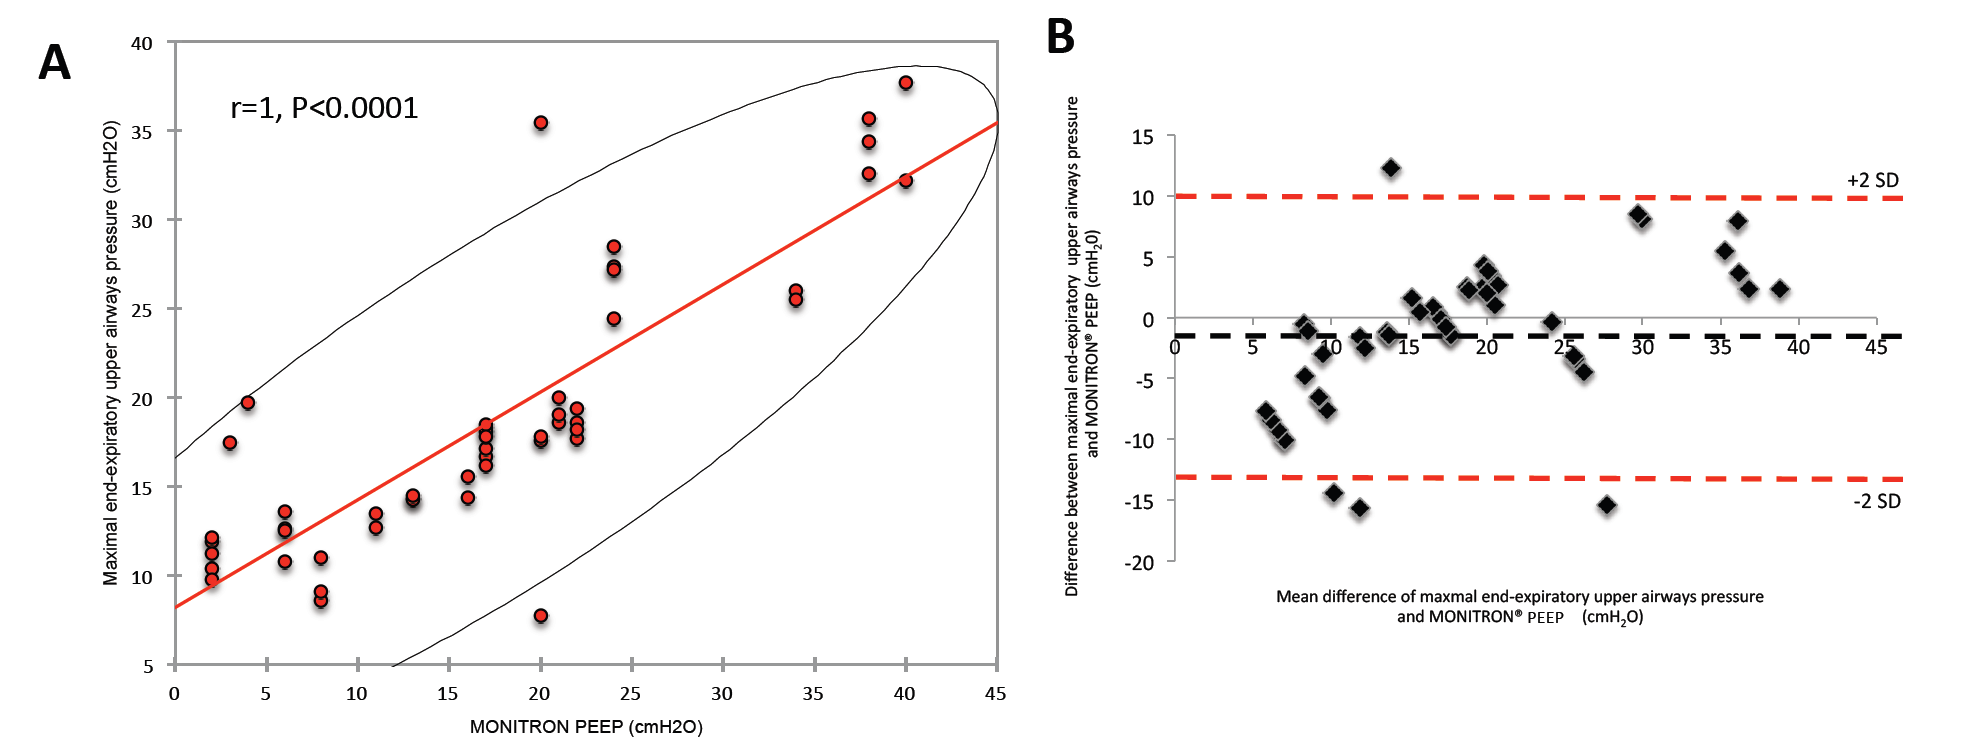 A
r=1, P<0.0001
Maximal end-expiratory upper airways pressure (cmH2O)
40
35
30
25
20
15
10
5
0 5 10 15 20 25 30 35 40 45
MONITRON PEEP (cmH2O)
B
Difference between maximal end-expiratory upper airways pressure
and MONITRON® PEEP (cmH₂0)
15
10
5
0
-5
-10
-15
-20
+2 SD
0 5 10 15 20 25 30 35 40 45
-2 SD
Mean difference of maxmal end-expiratory upper airways pressure
and MONITRON® PEEP (cmH₂O)